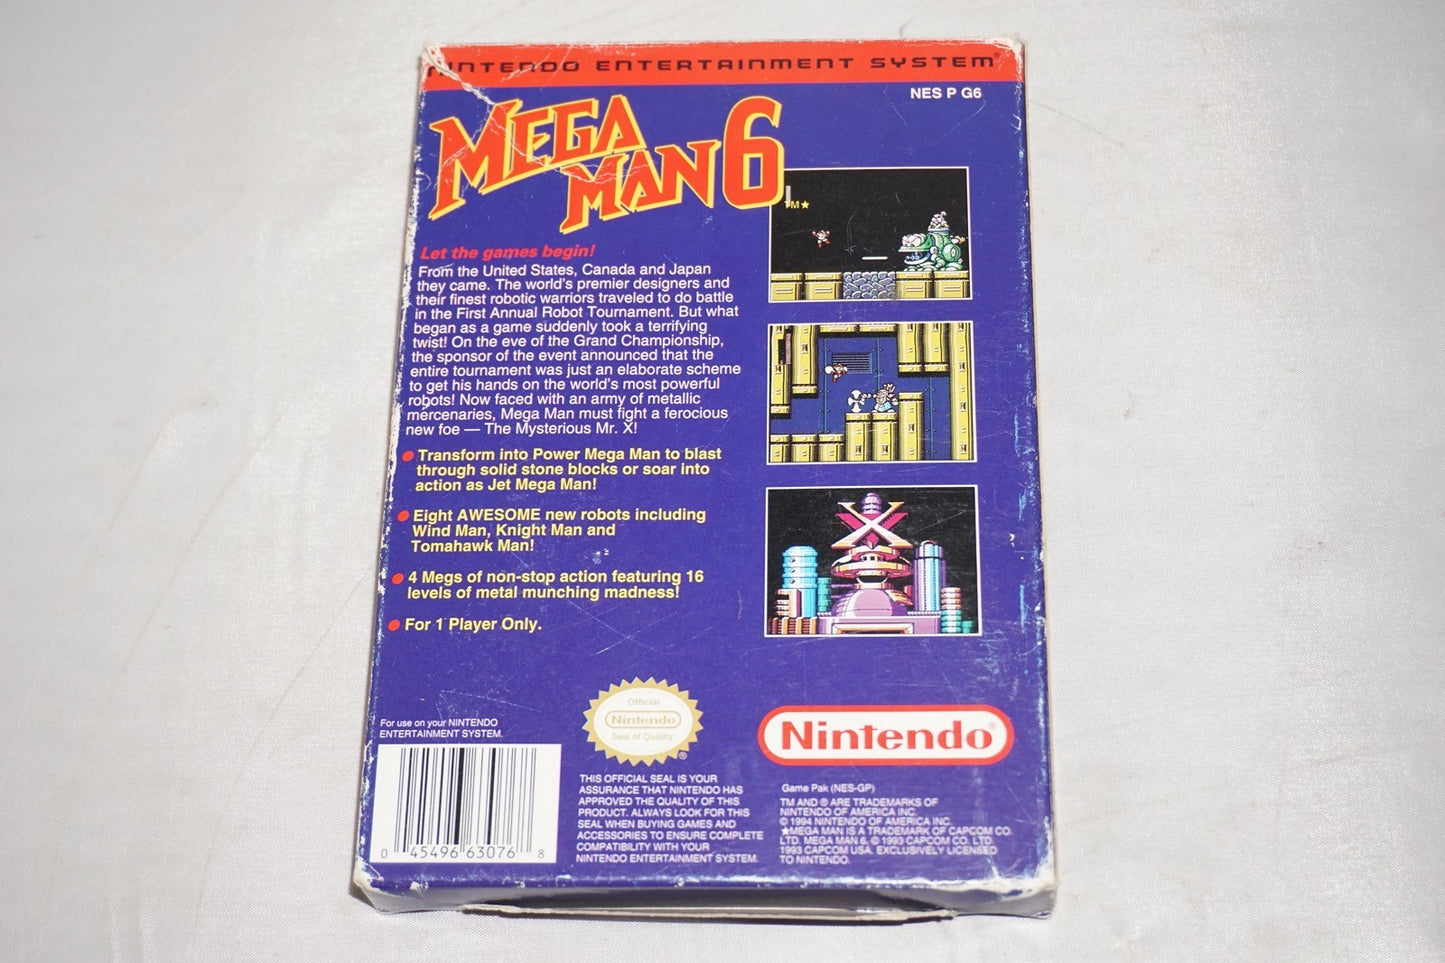 NINTENDO ENTERTAINMENT SYSTEM®
NES P G6
MEGA
MAN 6
TM★
Let the games begin!
From the United States, Canada and Japan
they came. The world's premier designers and
their finest robotic warriors traveled to do battle
in the First Annual Robot Tournament. But what
began as a game suddenly took a terrifying
twist! On the eve of the Grand Championship,
the sponsor of the event announced that the
entire tournament was just an elaborate scheme
to get his hands on the world's most powerful
robots! Now faced with an army of metallic
mercenaries, Mega Man must fight a ferocious
new foe — The Mysterious Mr. X!
● Transform into Power Mega Man to blast
through solid stone blocks or soar into
action as Jet Mega Man!
● Eight AWESOME new robots including
Wind Man, Knight Man and
Tomahawk Man!
● 4 Megs of non-stop action featuring 16
levels of metal munching madness!
● For 1 Player Only.
X
For use on your NINTENDO
ENTERTAINMENT SYSTEM.
0 45496 63076 8
Official
Nintendo
Seal of Quality
®
THIS OFFICIAL SEAL IS YOUR
ASSURANCE THAT NINTENDO HAS
APPROVED THE QUALITY OF THIS
PRODUCT. ALWAYS LOOK FOR THIS
SEAL WHEN BUYING GAMES AND
ACCESSORIES TO ENSURE COMPLETE
COMPATIBILITY WITH YOUR
NINTENDO ENTERTAINMENT SYSTEM.
Nintendo®
Game Pak (NES-GP)
TM AND ® ARE TRADEMARKS OF
NINTENDO OF AMERICA INC.
© 1994 NINTENDO OF AMERICA INC.
★MEGA MAN IS A TRADEMARK OF CAPCOM CO.
LTD. MEGA MAN 6. © 1993 CAPCOM CO. LTD
1993 CAPCOM USA. EXCLUSIVELY LICENSED
TO NINTENDO.